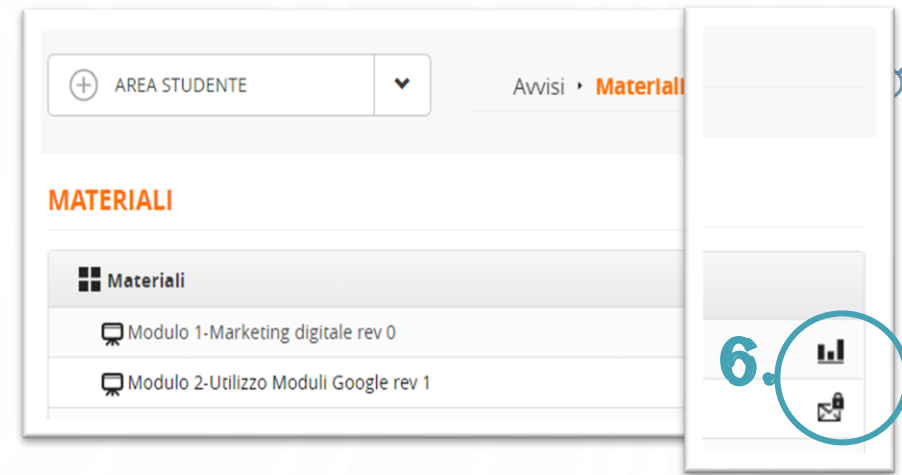 AREA STUDENTE
Avvisi ‣ Materiali
MATERIALI
Materiali
Modulo 1-Marketing digitale rev 0
Modulo 2-Utilizzo Moduli Google rev 1
6.